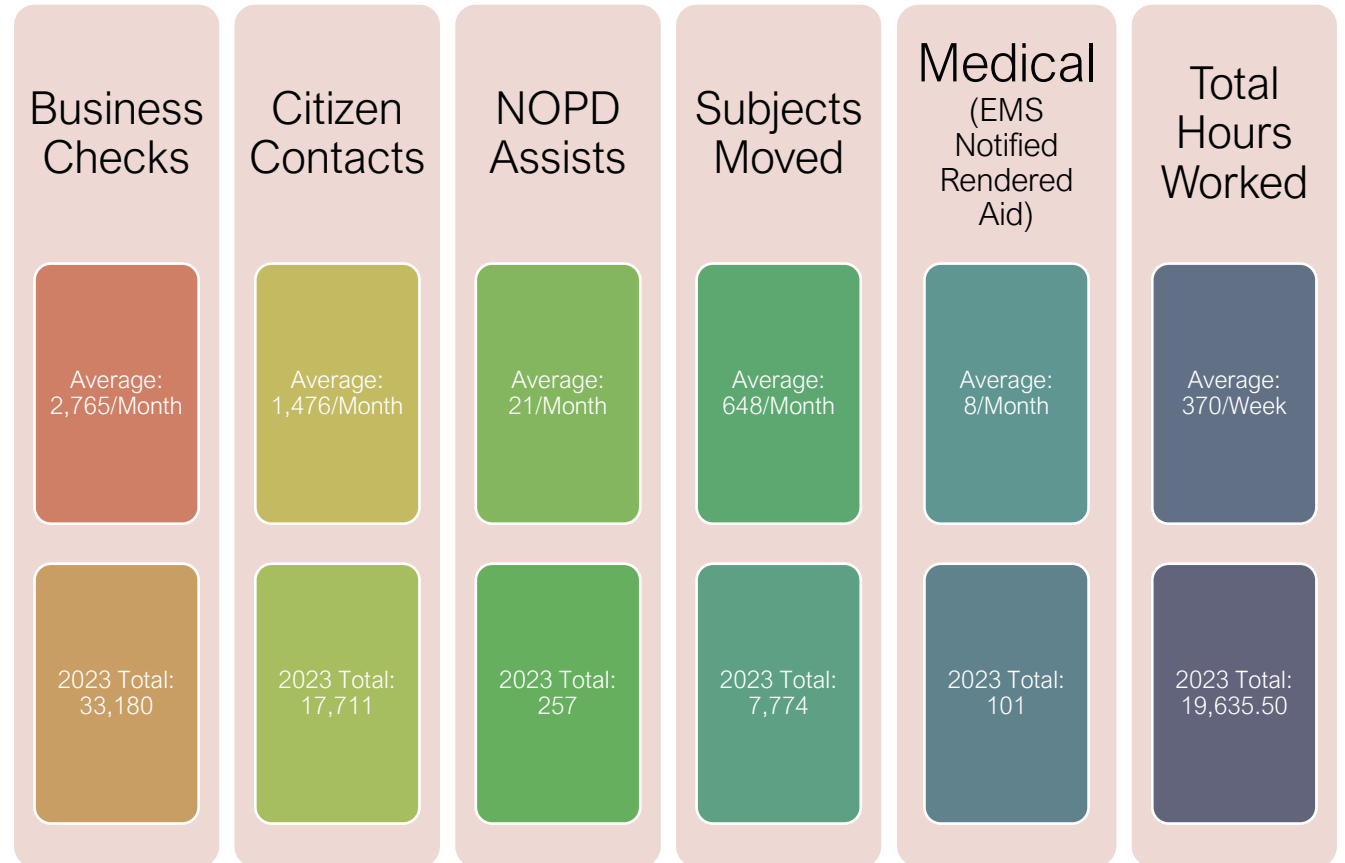 Business
Checks
Average:
2,765/Month
2023 Total:
33,180
Citizen
Contacts
Average:
1,476/Month
2023 Total:
17,711
NOPD
Assists
Average:
21/Month
2023 Total:
257
Subjects
Moved
Average:
648/Month
2023 Total:
7,774
Medical
(EMS
Notified
Rendered
Aid)
Average:
8/Month
2023 Total:
101
Total
Hours
Worked
Average:
370/Week
2023 Total:
19,635.50